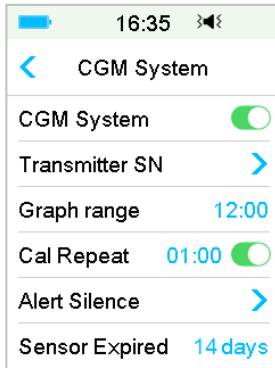 16:35
CGM System
CGM System
Transmitter SN
Graph range 12:00
Cal Repeat 01:00
Alert Silence
Sensor Expired 14 days